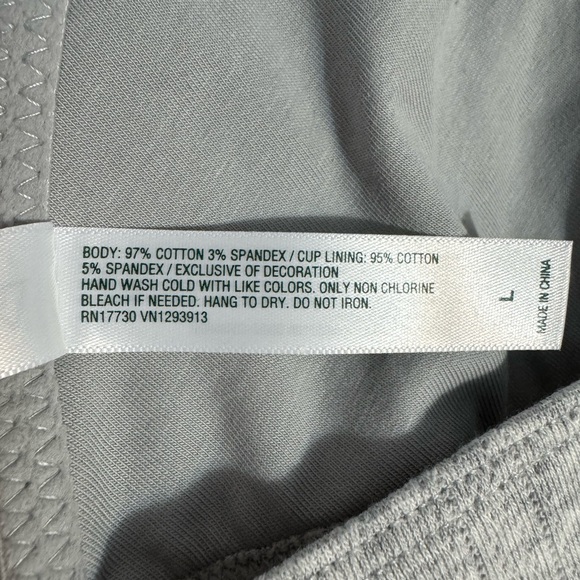 BODY: 97% COTTON 3% SPANDEX / CUP LINING: 95% COTTON
5% SPANDEX / EXCLUSIVE OF DECORATION
HAND WASH COLD WITH LIKE COLORS. ONLY NON CHLORINE
BLEACH IF NEEDED. HANG TO DRY. DO NOT IRON.
RN17730 VN1293913
L
MADE IN CHINA